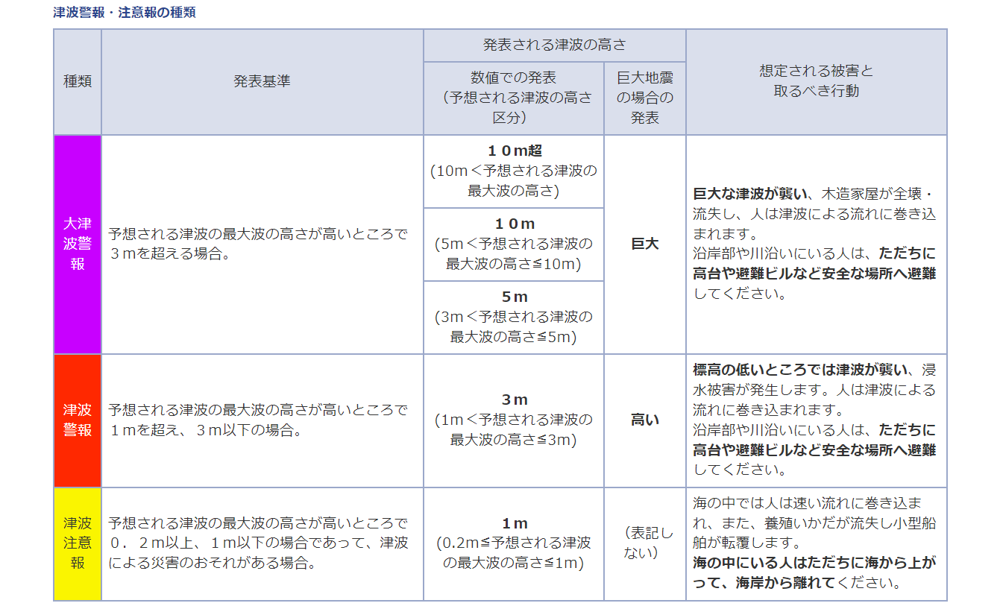 津波警報・注意報の種類
種類
発表基準
発表される津波の高さ
数値での発表
（予想される津波の高さ
区分）
巨大地震
の場合の
発表
想定される被害と
取るべき行動
大津
波警
報
予想される津波の最大波の高さが高いところで
３ｍを超える場合。
１０ｍ超
(10ｍ＜予想される津波の
最大波の高さ)
１０ｍ
(5ｍ＜予想される津波の
最大波の高さ≦10ｍ)
５ｍ
(3ｍ＜予想される津波の
最大波の高さ≦5ｍ)
巨大
巨大な津波が襲い、木造家屋が全壊・
流失し、人は津波による流れに巻き込
まれます。
沿岸部や川沿いにいる人は、ただちに
高台や避難ビルなど安全な場所へ避難
してください。
津波
警報
予想される津波の最大波の高さが高いところで
１ｍを超え、３ｍ以下の場合。
３ｍ
(1ｍ＜予想される津波の
最大波の高さ≦3ｍ)
高い
標高の低いところでは津波が襲い、浸
水被害が発生します。人は津波による
流れに巻き込まれます。
沿岸部や川沿いにいる人は、ただちに
高台や避難ビルなど安全な場所へ避難
してください。
津波
注意
報
予想される津波の最大波の高さが高いところで
０．２ｍ以上、１ｍ以下の場合であって、津波
による災害のおそれがある場合。
１ｍ
(0.2ｍ≦予想される津波
の最大波の高さ≦1ｍ)
（表記し
ない）
海の中では人は速い流れに巻き込ま
れ、また、養殖いかだが流失し小型船
舶が転覆します。
海の中にいる人はただちに海から上が
って、海岸から離れてください。